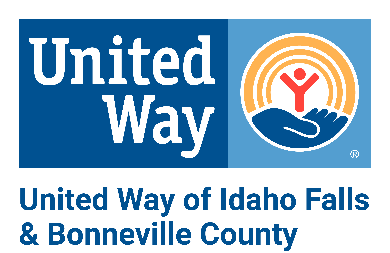 United
Way
®
United Way of Idaho Falls
& Bonneville County